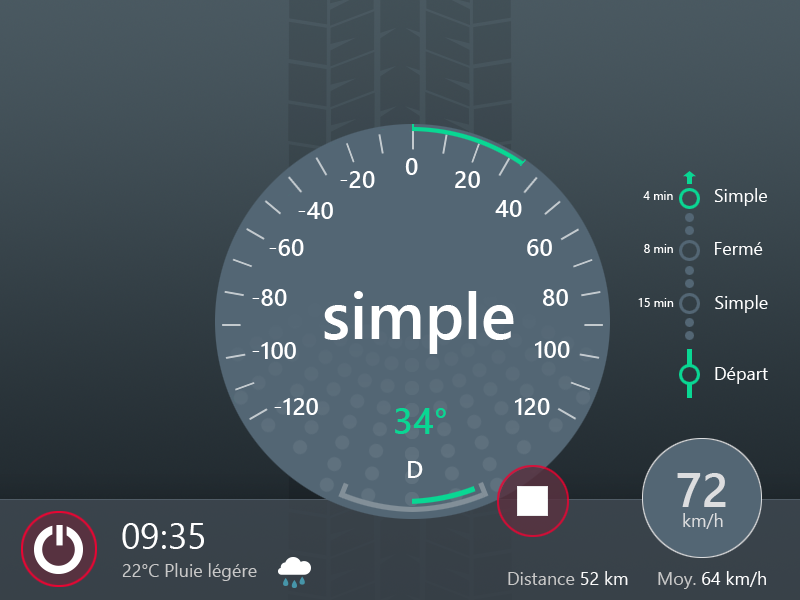 0
-20 20
-40 40
-60 60
-80 80
-100 100
-120 120
simple
34°
D
4 min Simple
8 min Fermé
15 min Simple
Départ
72
km/h
09:35
22°C Pluie légére
Distance 52 km Moy. 64 km/h